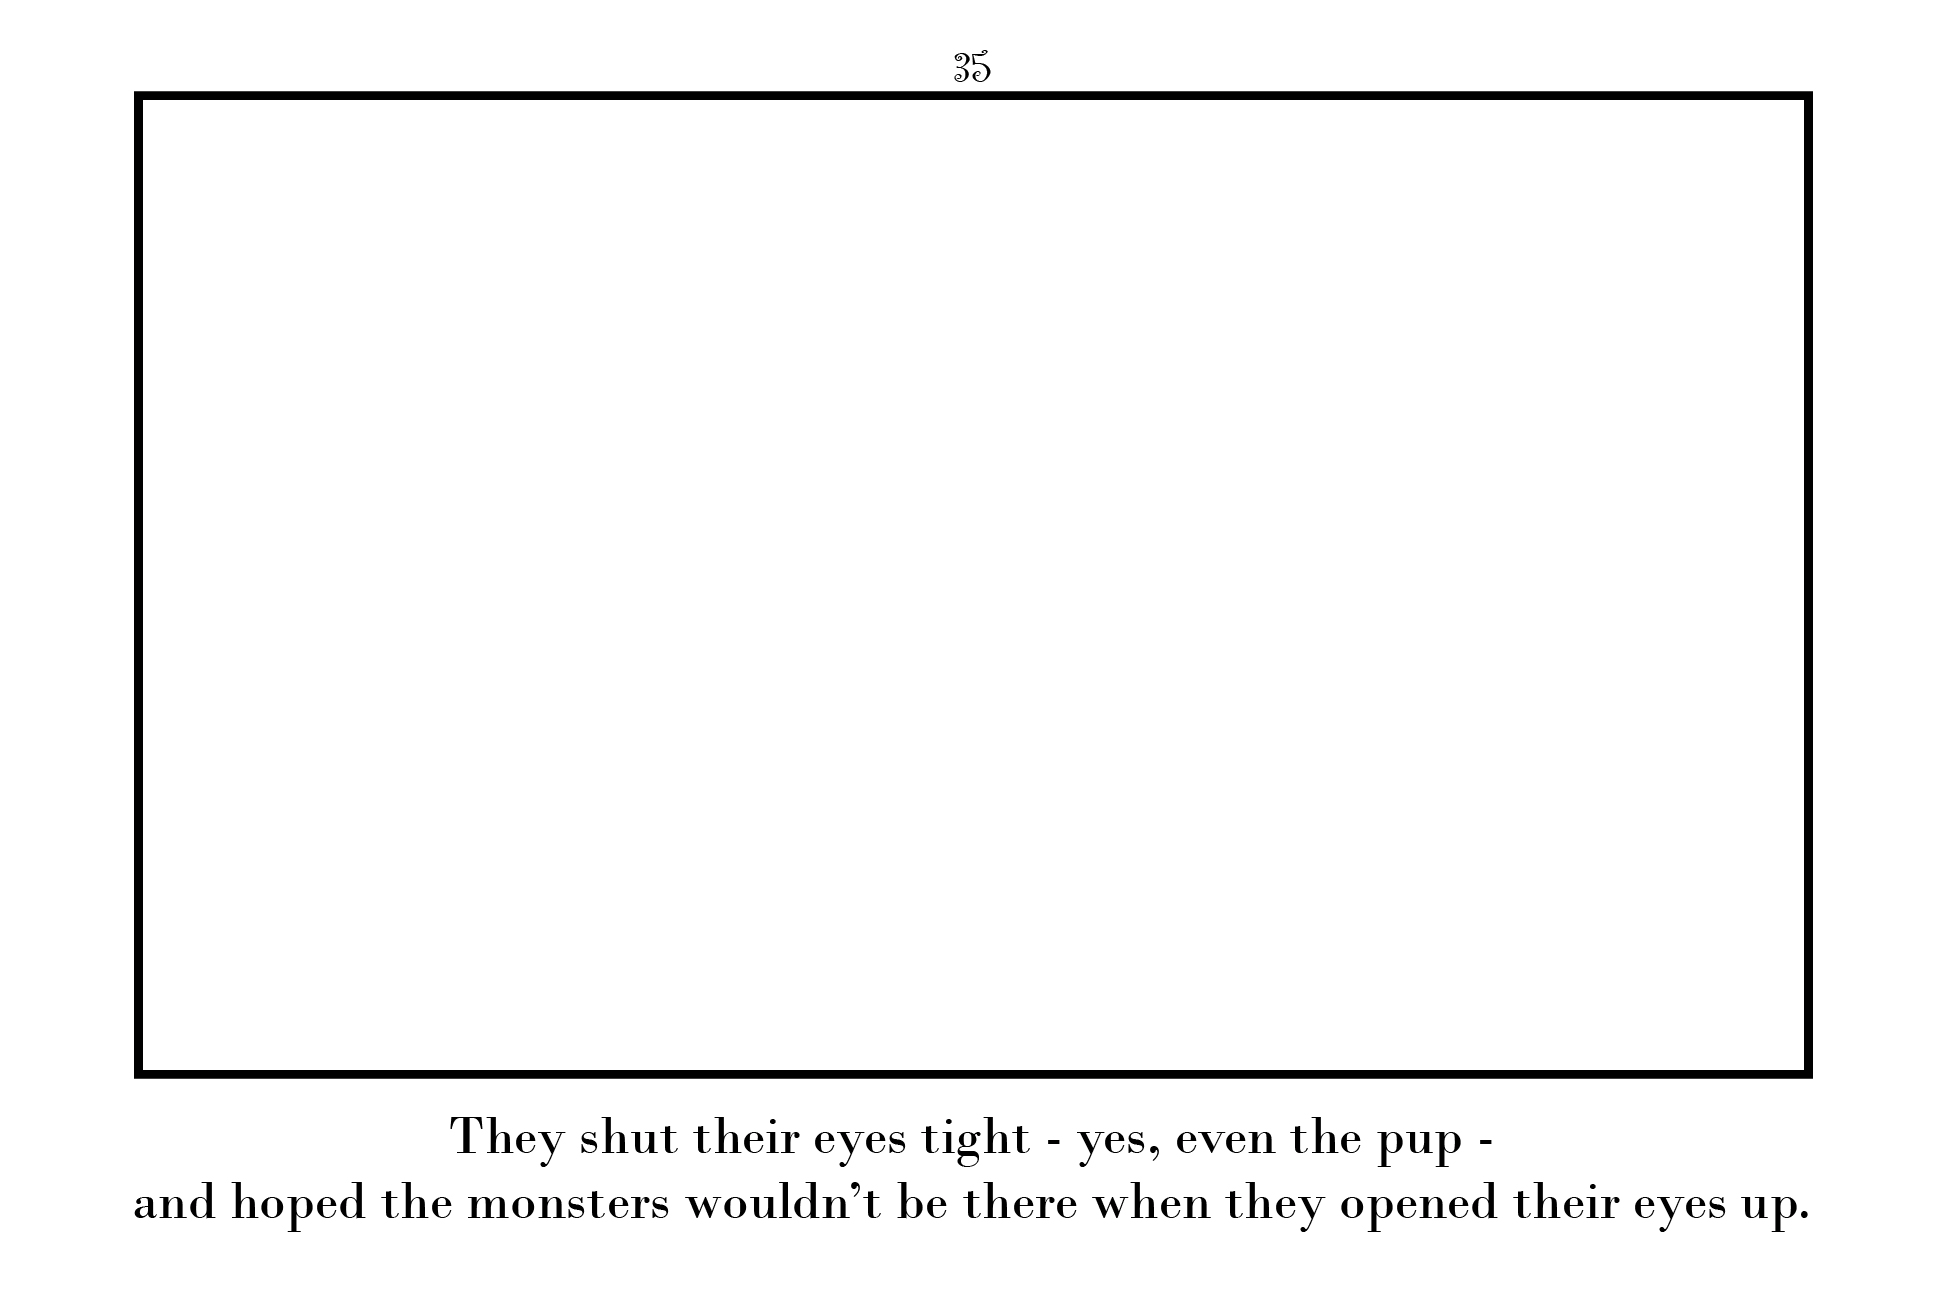 35
They shut their eyes tight - yes, even the pup -
and hoped the monsters wouldn’t be there when they opened their eyes up.